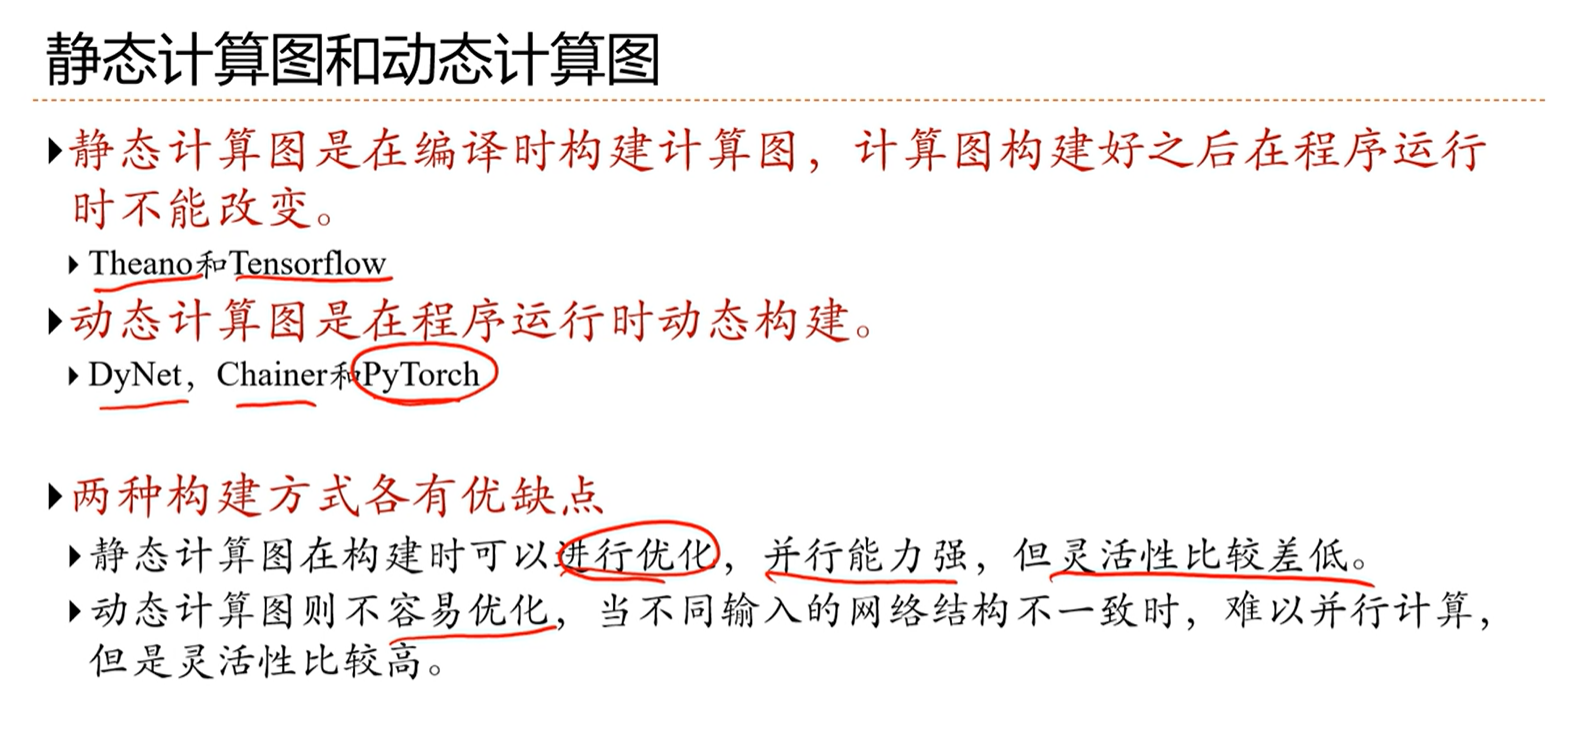 静态计算图和动态计算图
静态计算图是在编译时构建计算图，计算图构建好之后在程序运行
时不能改变。
Theano和Tensorflow
动态计算图是在程序运行时动态构建。
DyNet，Chainer和PyTorch
两种构建方式各有优缺点
静态计算图在构建时可以进行优化，并行能力强，但灵活性比较差低。
动态计算图则不容易优化，当不同输入的网络结构不一致时，难以并行计算，
但是灵活性比较高。